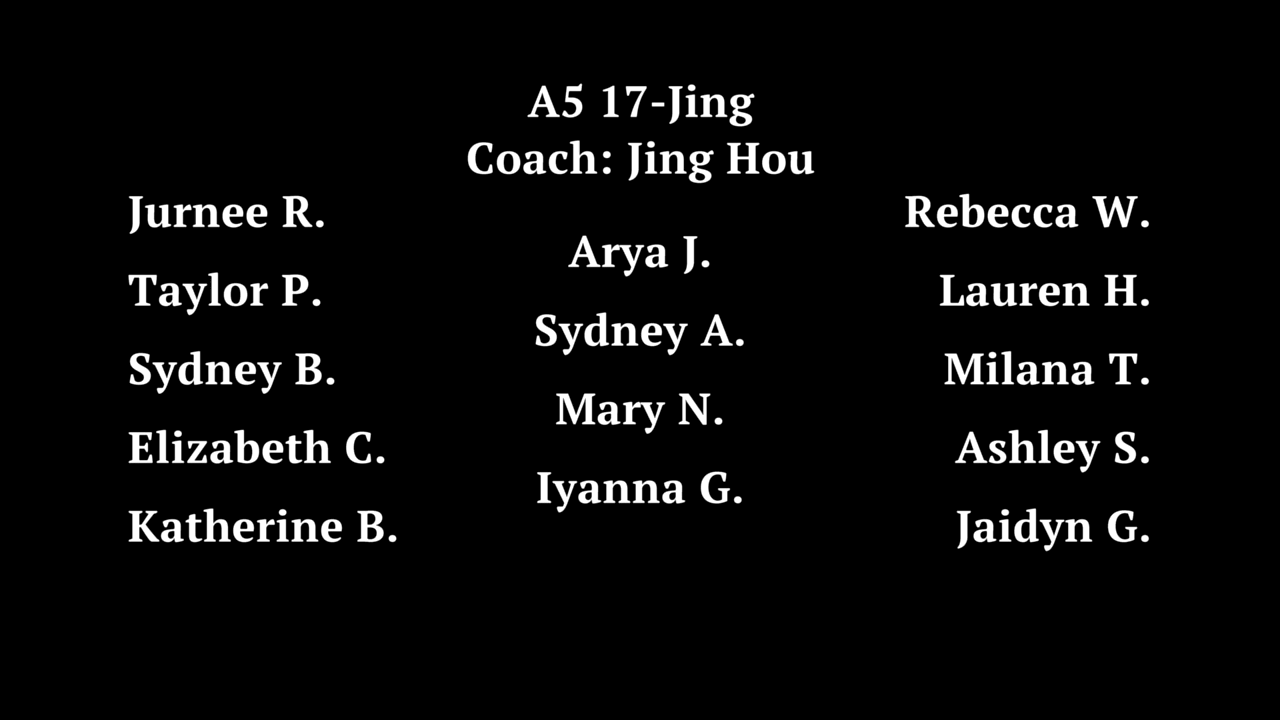 A5 17-Jing
Coach: Jing Hou
Jurnee R.
Taylor P.
Sydney B.
Elizabeth C.
Katherine B.
Arya J.
Sydney A.
Mary N.
Iyanna G.
Rebecca W.
Lauren H.
Milana T.
Ashley S.
Jaidyn G.